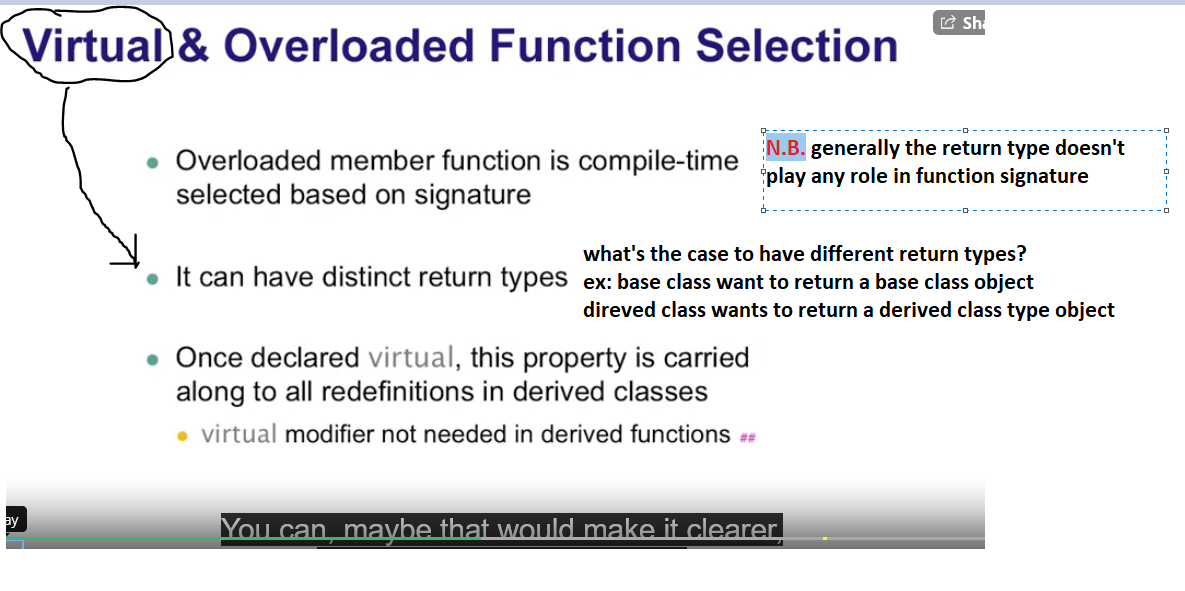 Virtual & Overloaded Function Selection
Sha
Overloaded member function is compile-time
selected based on signature
N.B. generally the return type doesn't
play any role in function signature
It can have distinct return types
what's the case to have different return types?
ex: base class want to return a base class object
direved class wants to return a derived class type object
Once declared virtual, this property is carried
along to all redefinitions in derived classes
virtual modifier not needed in derived functions ##
ay
You can, maybe that would make it clearer,